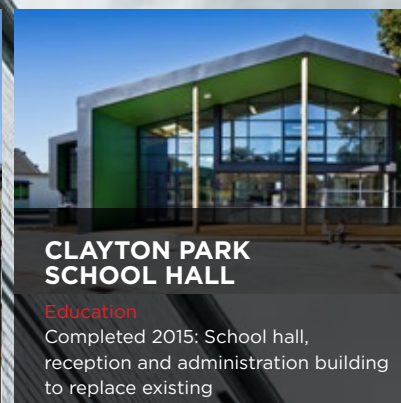 CLAYTON PARK
SCHOOL HALL
Education
Completed 2015: School hall,
reception and administration building
to replace existing